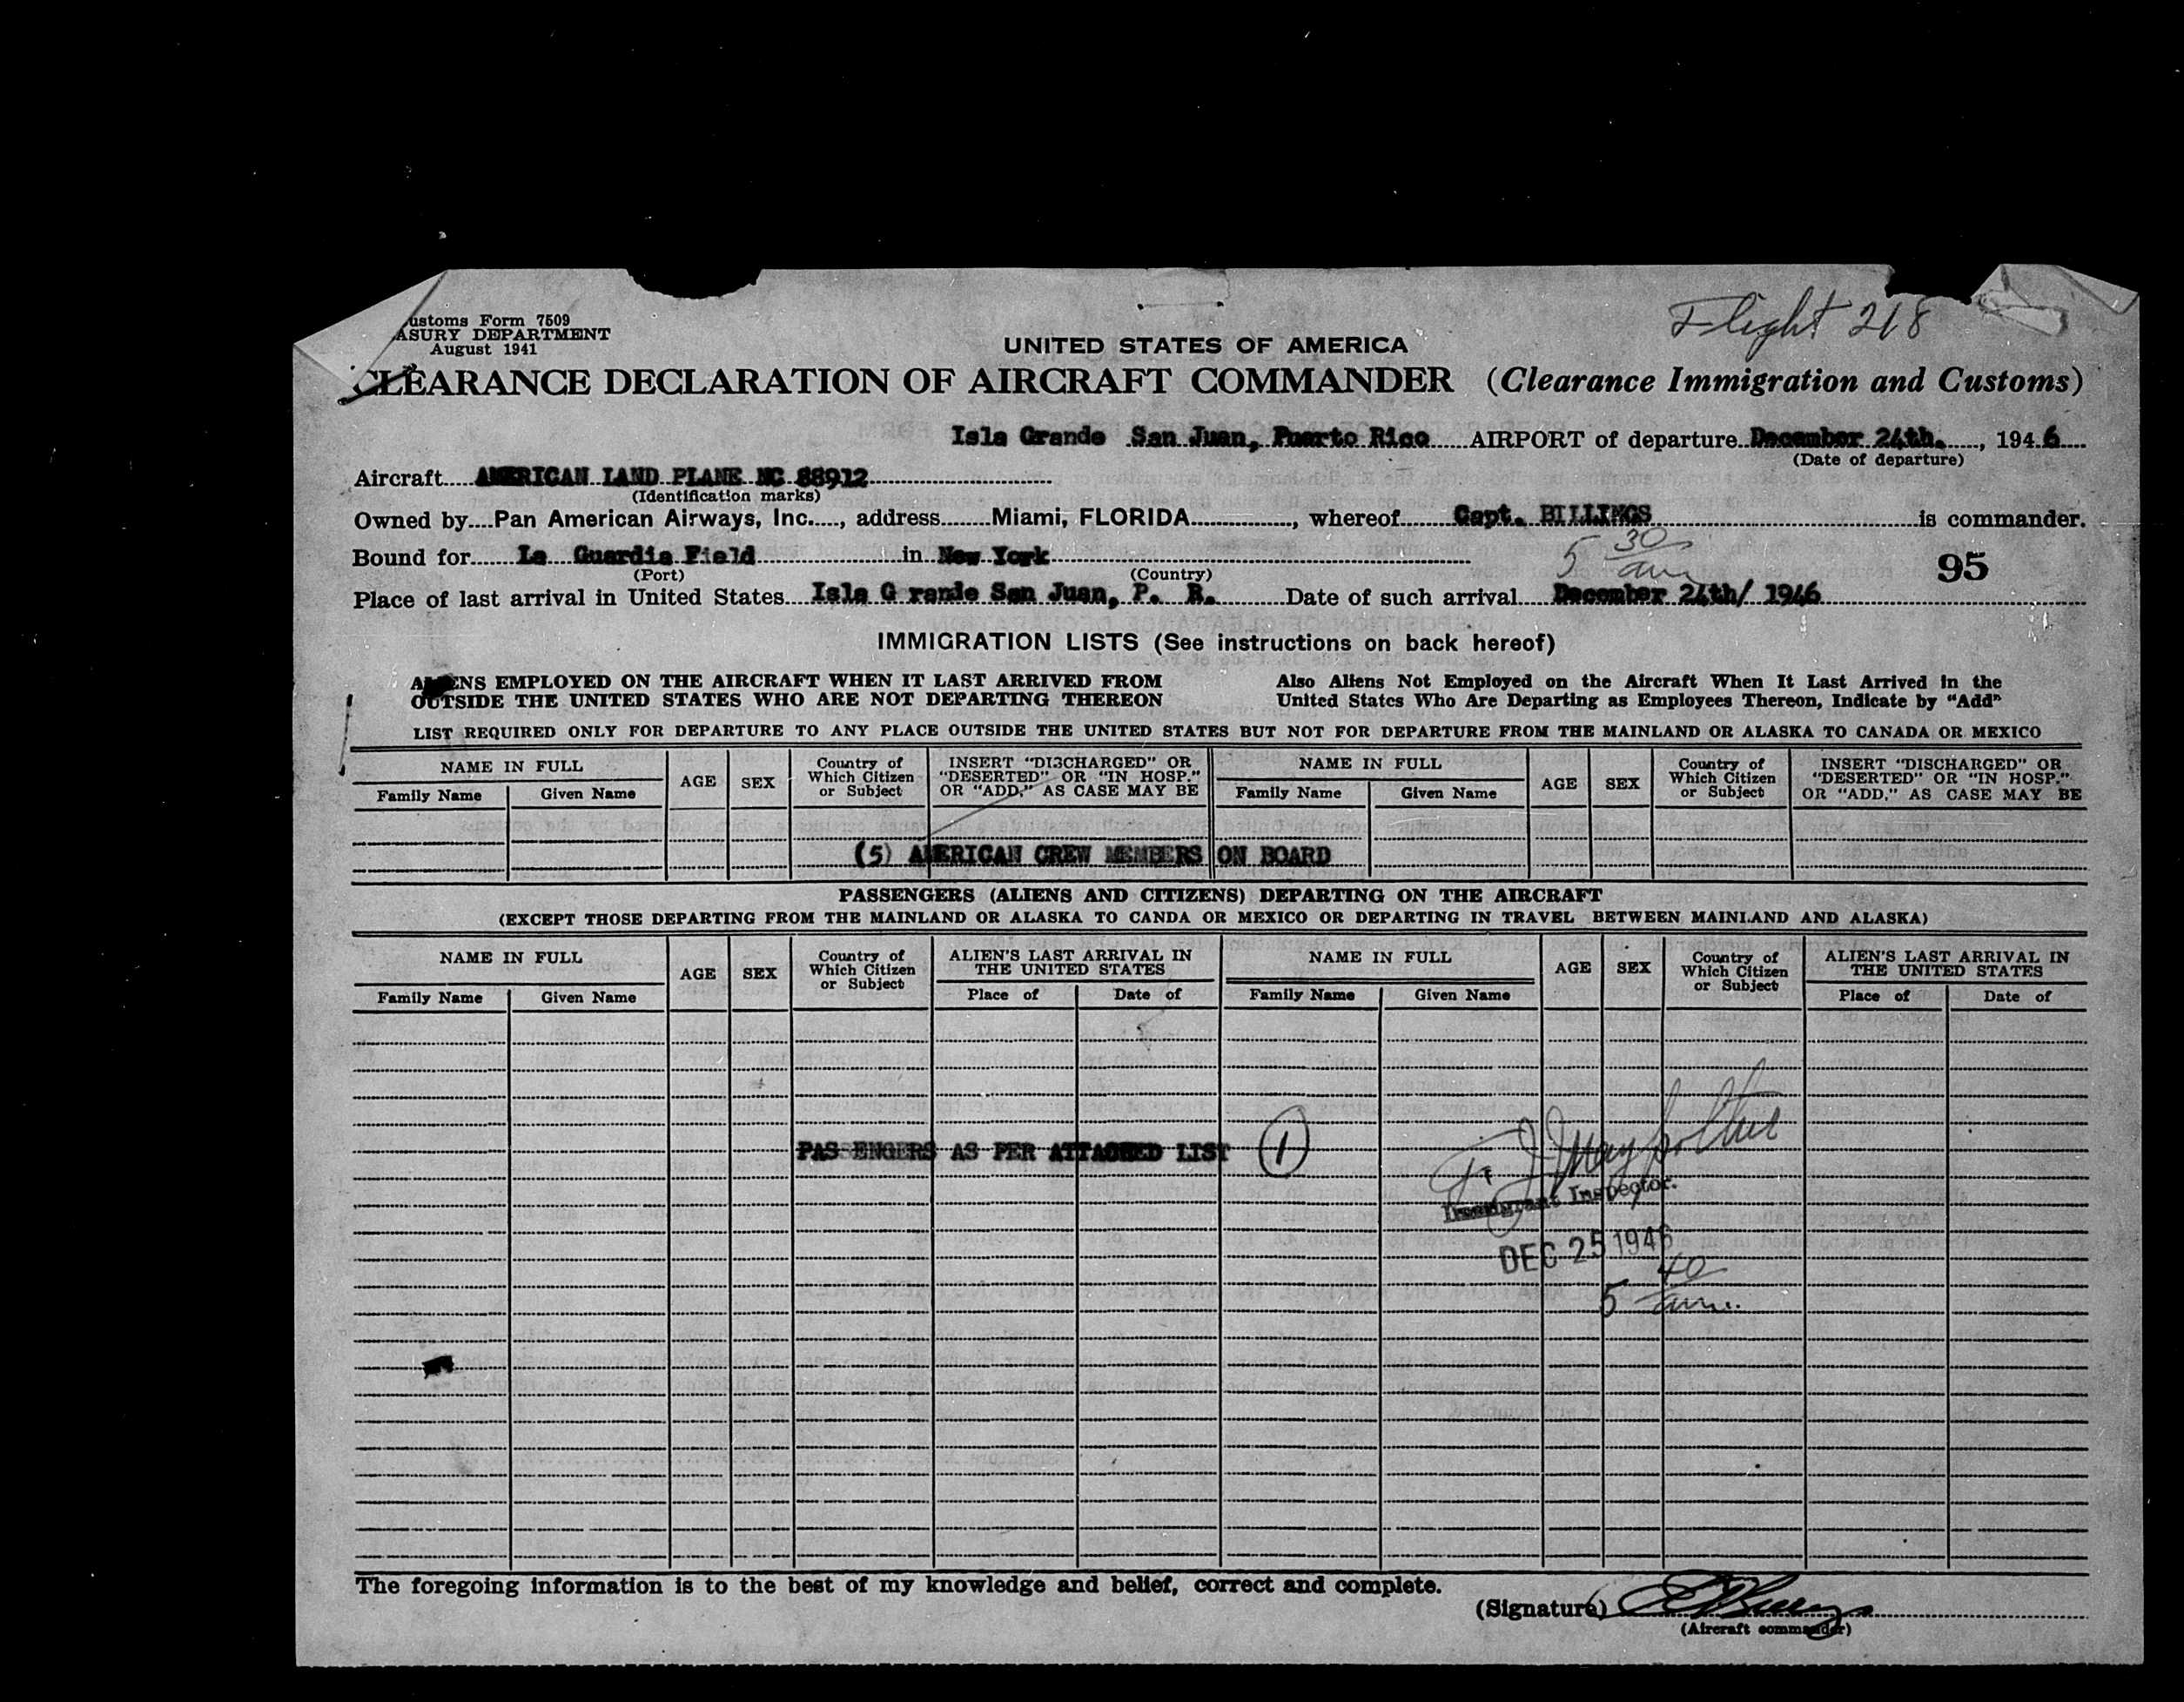 ustoms Form 7509
ASURY DEPARTMENT
August 1941
Flight 218
UNITED STATES OF AMERICA
CLEARANCE DECLARATION OF AIRCRAFT COMMANDER (Clearance Immigration and Customs)
Isla Grande San Juan, Puerto Rico AIRPORT of departure December 24th. , 1946
(Date of departure)
Aircraft AMERICAN LAND PLANE NC 88912
(Identification marks)
Owned by Pan American Airways, Inc. , address Miami, FLORIDA , whereof Capt. BILLINGS is commander.
Bound for La Guardia Field in New York 5 30 am 95
(Port) (Country)
Place of last arrival in United States Isla G rande San Juan, P. R. Date of such arrival December 24th/ 1946
IMMIGRATION LISTS (See instructions on back hereof)
ALIENS EMPLOYED ON THE AIRCRAFT WHEN IT LAST ARRIVED FROM
OUTSIDE THE UNITED STATES WHO ARE NOT DEPARTING THEREON
Also Aliens Not Employed on the Aircraft When It Last Arrived in the
United States Who Are Departing as Employees Thereon, Indicate by "Add"
LIST REQUIRED ONLY FOR DEPARTURE TO ANY PLACE OUTSIDE THE UNITED STATES BUT NOT FOR DEPARTURE FROM THE MAINLAND OR ALASKA TO CANADA OR MEXICO
NAME IN FULL
Family Name Given Name
AGE SEX
Country of
Which Citizen
or Subject
INSERT "DISCHARGED" OR
"DESERTED" OR "IN HOSP."
OR "ADD," AS CASE MAY BE
NAME IN FULL
Family Name Given Name
AGE SEX
Country of
Which Citizen
or Subject
INSERT "DISCHARGED" OR
"DESERTED" OR "IN HOSP."
OR "ADD," AS CASE MAY BE
(5) AMERICAN CREW MEMBERS ON BOARD
PASSENGERS (ALIENS AND CITIZENS) DEPARTING ON THE AIRCRAFT
(EXCEPT THOSE DEPARTING FROM THE MAINLAND OR ALASKA TO CANDA OR MEXICO OR DEPARTING IN TRAVEL BETWEEN MAINLAND AND ALASKA)
NAME IN FULL
Family Name Given Name
AGE SEX
Country of
Which Citizen
or Subject
ALIEN'S LAST ARRIVAL IN
THE UNITED STATES
Place of Date of
NAME IN FULL
Family Name Given Name
AGE SEX
Country of
Which Citizen
or Subject
ALIEN'S LAST ARRIVAL IN
THE UNITED STATES
Place of Date of
PASSENGERS AS PER ATTACHED LIST 1
Immigrant Inspector.
DEC 25 1946
5 40 am.
The foregoing information is to the best of my knowledge and belief, correct and complete.
(Signature)
(Aircraft commander)